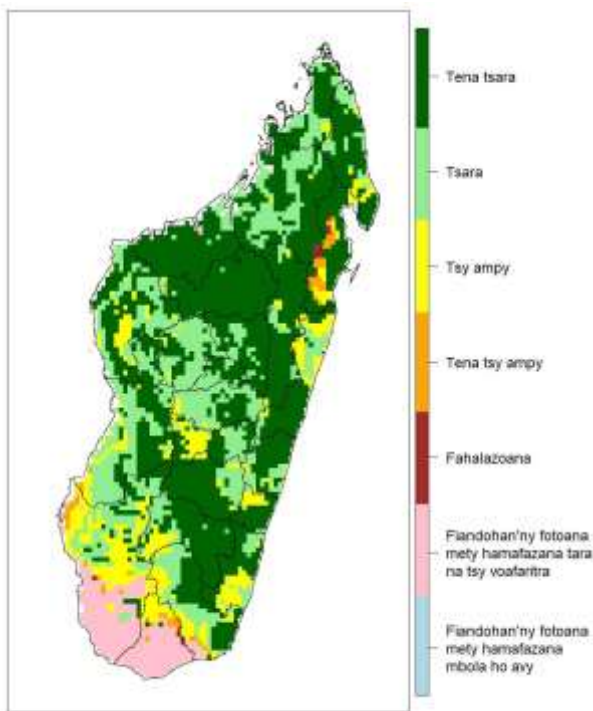 Tena tsara
Tsara
Tsy ampy
Tena tsy ampy
Fahalazoana
Fiandohan'ny fotoana
mety hamafazana tara
na tsy voafaritra
Fiandohan'ny fotoana
mety hamafazana
mbola ho avy